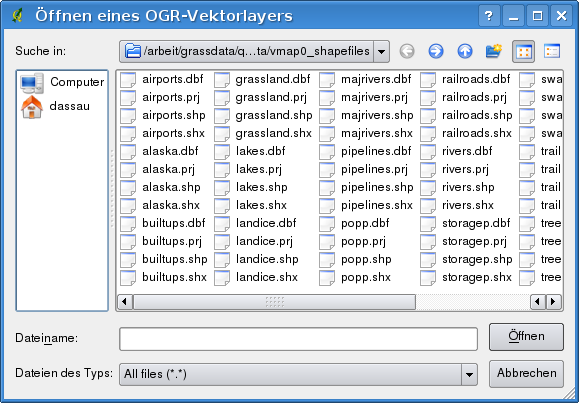 Öffnen eines OGR-Vektorlayers
Suche in: /arbeit/grassdata/q...ta/vmap0_shapefiles
Computer
dassau
airports.dbf grassland.dbf majrivers.dbf railroads.dbf swa
airports.prj grassland.prj majrivers.prj railroads.prj swa
airports.shp grassland.shp majrivers.shp railroads.shp swa
airports.shx grassland.shx majrivers.shx railroads.shx swa
alaska.dbf lakes.dbf pipelines.dbf rivers.dbf trail
alaska.prj lakes.prj pipelines.prj rivers.prj trail
alaska.shp lakes.shp pipelines.shp rivers.shp trail
alaska.shx lakes.shx pipelines.shx rivers.shx trail
builtups.dbf landice.dbf popp.dbf storagep.dbf tree
builtups.prj landice.prj popp.prj storagep.prj tree
builtups.shp landice.shp popp.shp storagep.shp tree
builtups.shx landice.shx popp.shx storagep.shx tree
Dateiname: Öffnen
Dateien des Typs: All files (*.*) Abbrechen